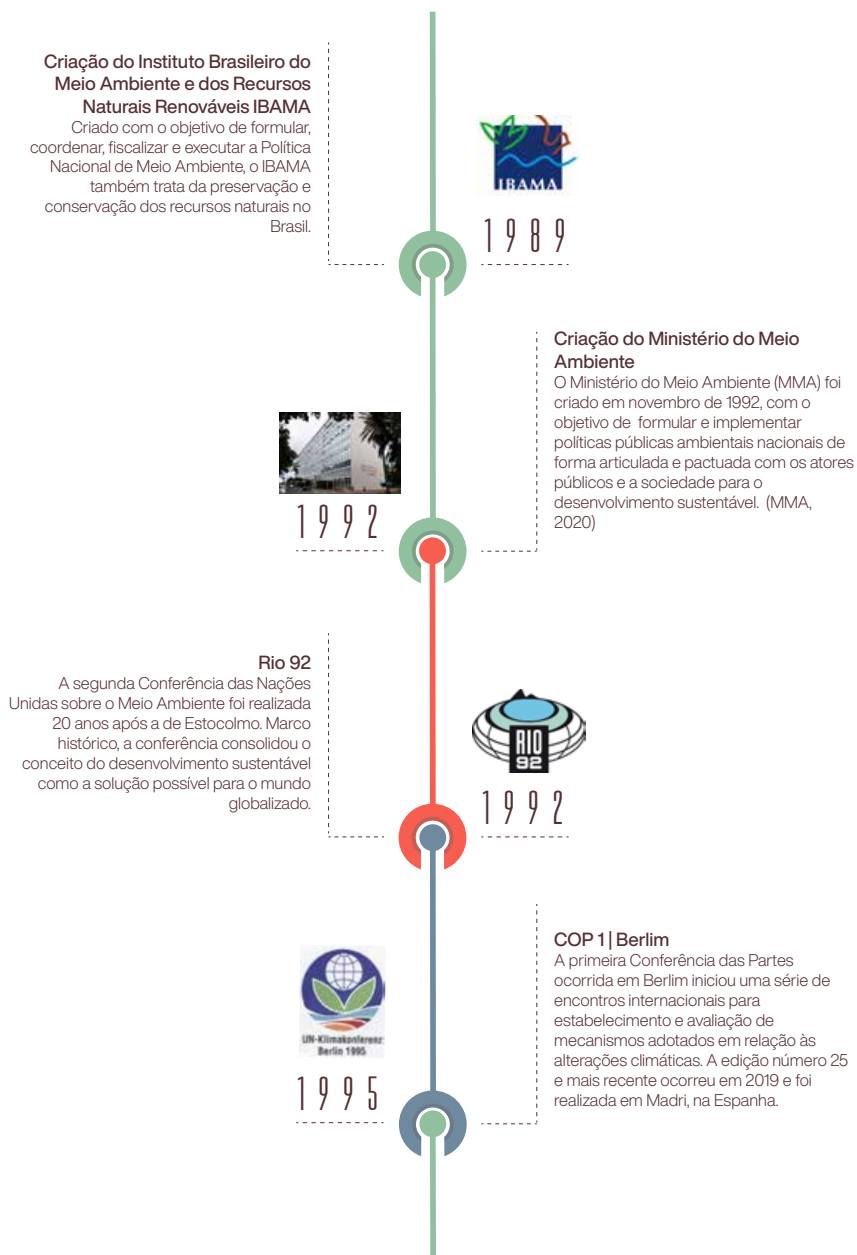 Criação do Instituto Brasileiro do
Meio Ambiente e dos Recursos
Naturais Renováveis IBAMA
Criado com o objetivo de formular,
coordenar, fiscalizar e executar a Política
Nacional de Meio Ambiente, o IBAMA
também trata da preservação e
conservação dos recursos naturais no
Brasil.
IBAMA
1989
Criação do Ministério do Meio
Ambiente
O Ministério do Meio Ambiente (MMA) foi
criado em novembro de 1992, com o
objetivo de formular e implementar
políticas públicas ambientais nacionais de
forma articulada e pactuada com os atores
públicos e a sociedade para o
desenvolvimento sustentável. (MMA,
2020)
1992
Rio 92
A segunda Conferência das Nações
Unidas sobre o Meio Ambiente foi realizada
20 anos após a de Estocolmo. Marco
histórico, a conferência consolidou o
conceito do desenvolvimento sustentável
como a solução possível para o mundo
globalizado.
RIO
92
1992
COP 1 | Berlim
A primeira Conferência das Partes
ocorrida em Berlim iniciou uma série de
encontros internacionais para
estabelecimento e avaliação de
mecanismos adotados em relação às
alterações climáticas. A edição número 25
e mais recente ocorreu em 2019 e foi
realizada em Madri, na Espanha.
UN-Klimakonferenz
Berlin 1995
1995